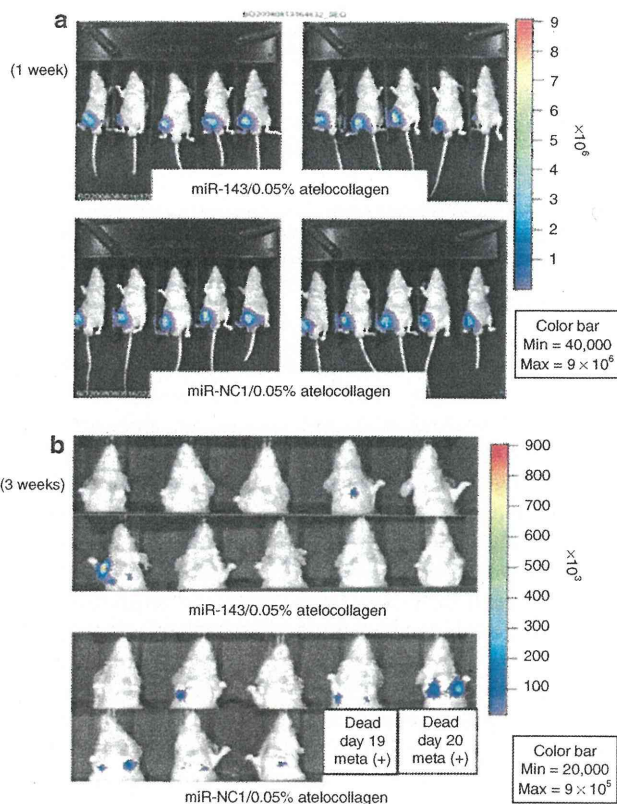 a
(1 week)
miR-143/0.05% atelocollagen
miR-NC1/0.05% atelocollagen
9
8
7
6
5
4
3
2
1
×10⁶
Color bar
Min = 40,000
Max = 9 × 10⁶
b
(3 weeks)
miR-143/0.05% atelocollagen
Dead
day 19
meta (+)
Dead
day 20
meta (+)
miR-NC1/0.05% atelocollagen
900
800
700
600
500
400
300
200
100
×10³
Color bar
Min = 20,000
Max = 9 × 10⁵